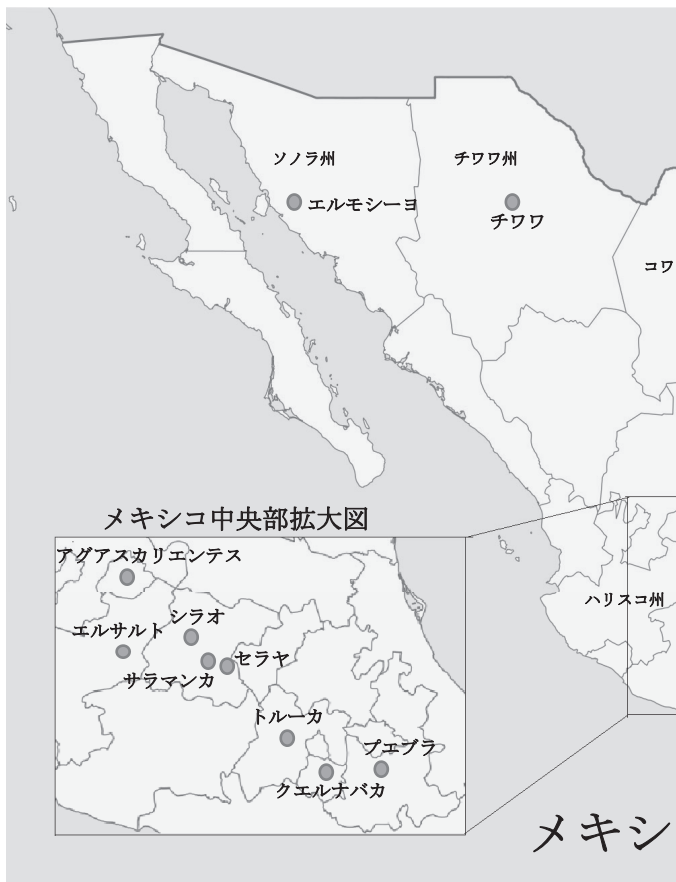 ソノラ州
チワワ州
エルモシーヨ
チワワ
コワ
メキシコ中央部拡大図
アグアスカリエンテス
シラオ
エルサルト
セラヤ
サラマンカ
トルーカ
プエブラ
クエルナバカ
ハリスコ州
メキシ